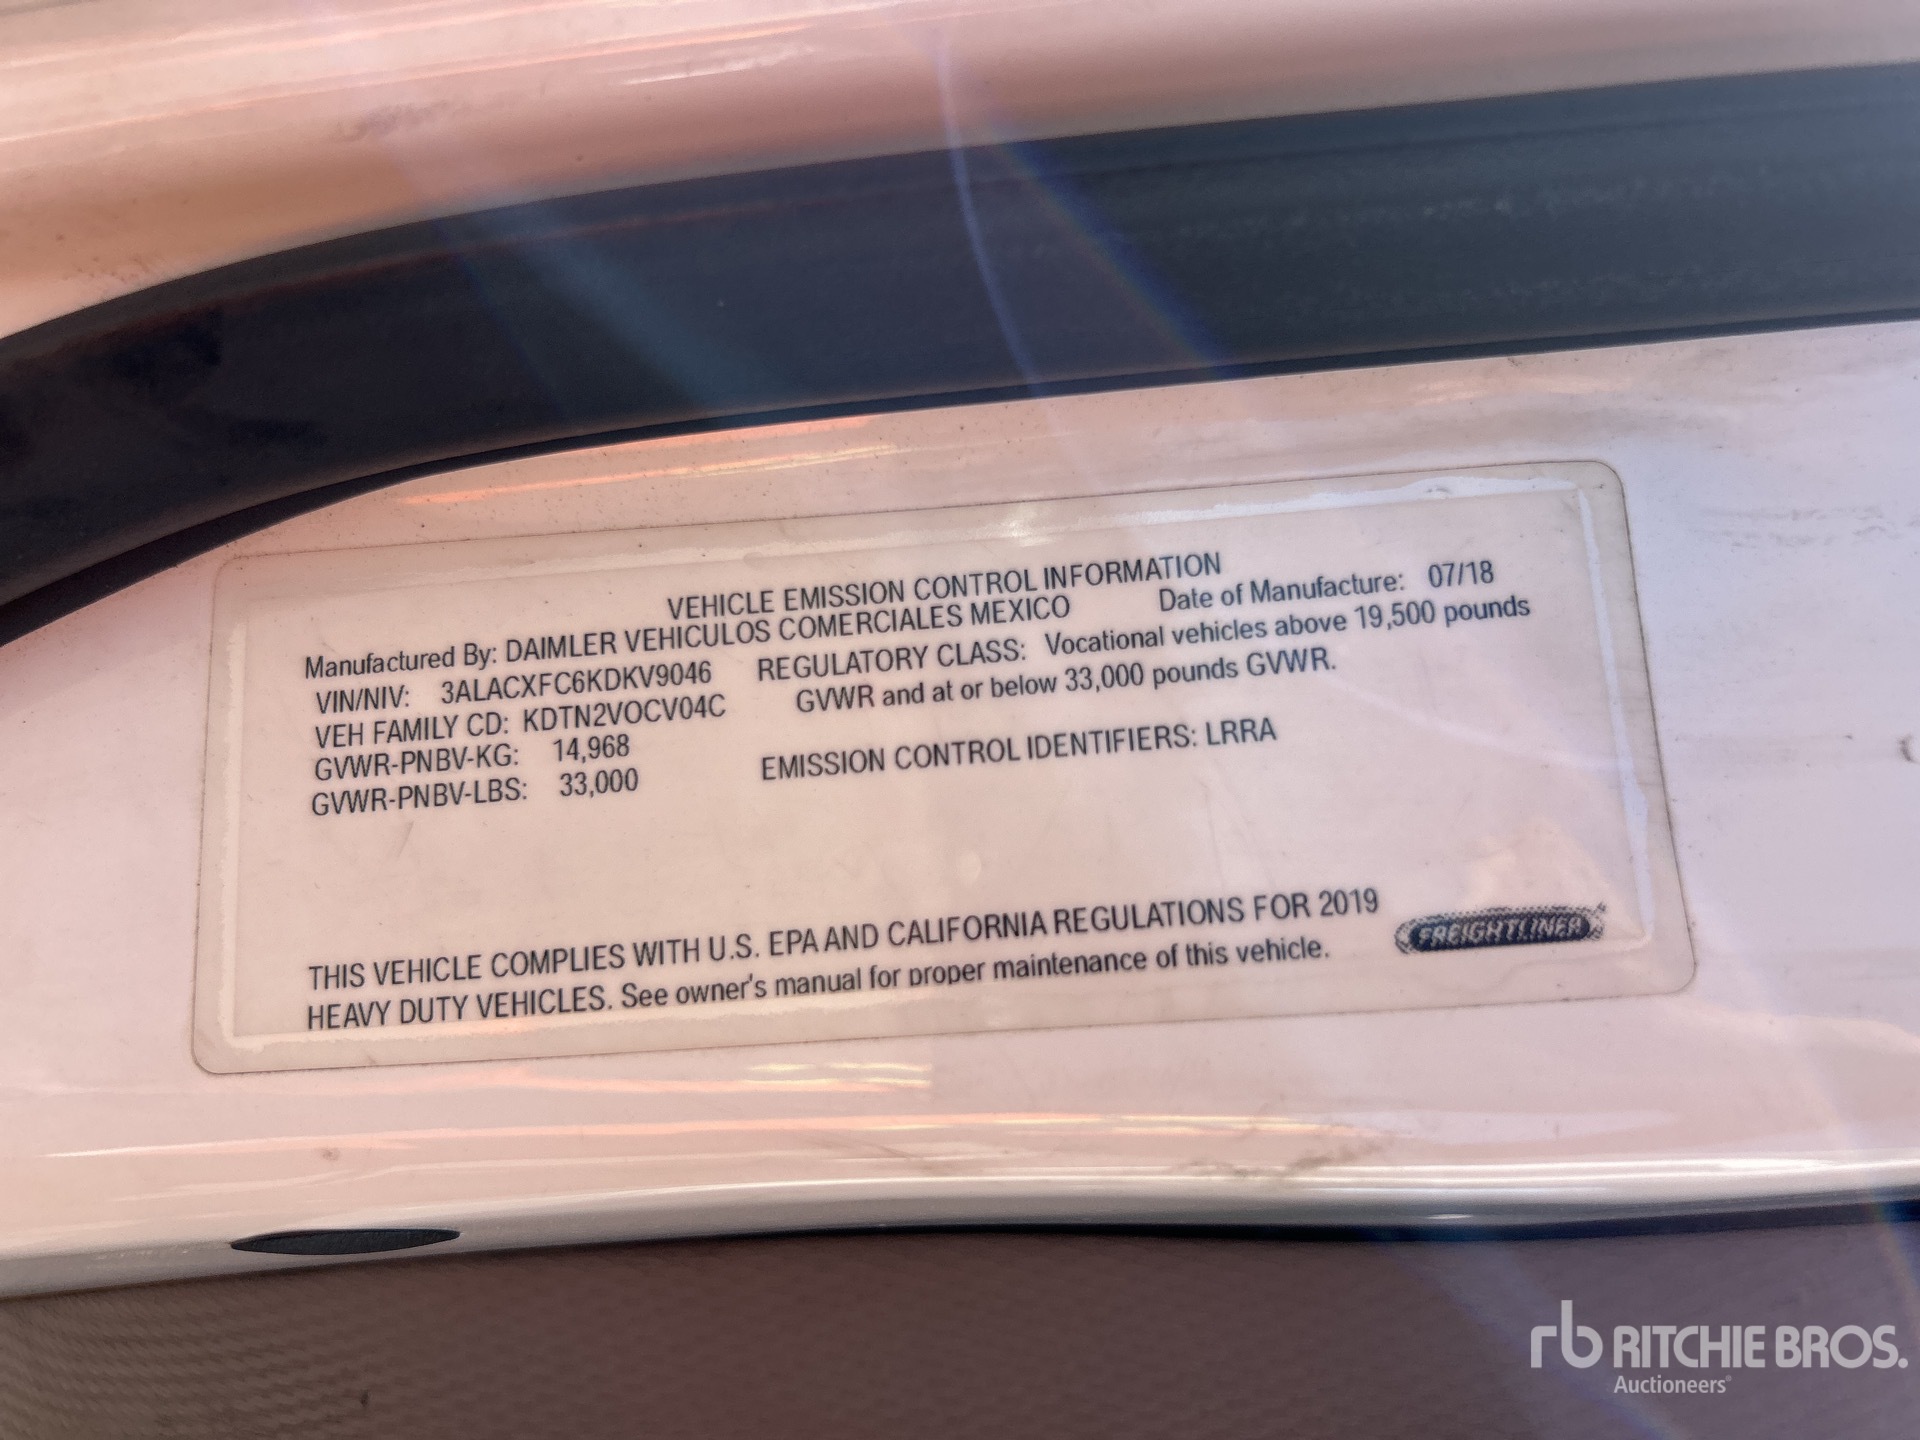 VEHICLE EMISSION CONTROL INFORMATION
Manufactured By: DAIMLER VEHICULOS COMERCIALES MEXICO Date of Manufacture: 07/18
VIN/NIV: 3ALACXFC6KDKV9046 REGULATORY CLASS: Vocational vehicles above 19,500 pounds
VEH FAMILY CD: KDTN2VOCV04C GVWR and at or below 33,000 pounds GVWR.
GVWR-PNBV-KG: 14,968
GVWR-PNBV-LBS: 33,000 EMISSION CONTROL IDENTIFIERS: LRRA
THIS VEHICLE COMPLIES WITH U.S. EPA AND CALIFORNIA REGULATIONS FOR 2019
HEAVY DUTY VEHICLES. See owner's manual for proper maintenance of this vehicle.
FREIGHTLINER
rb RITCHIE BROS.
Auctioneers